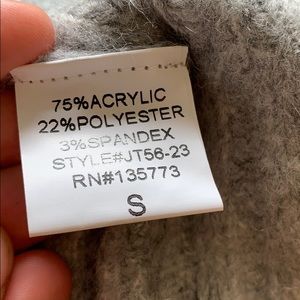 75%ACRYLIC
22%POLYESTER
3%SPANDEX
STYLE#JT56-23
RN#135773
S